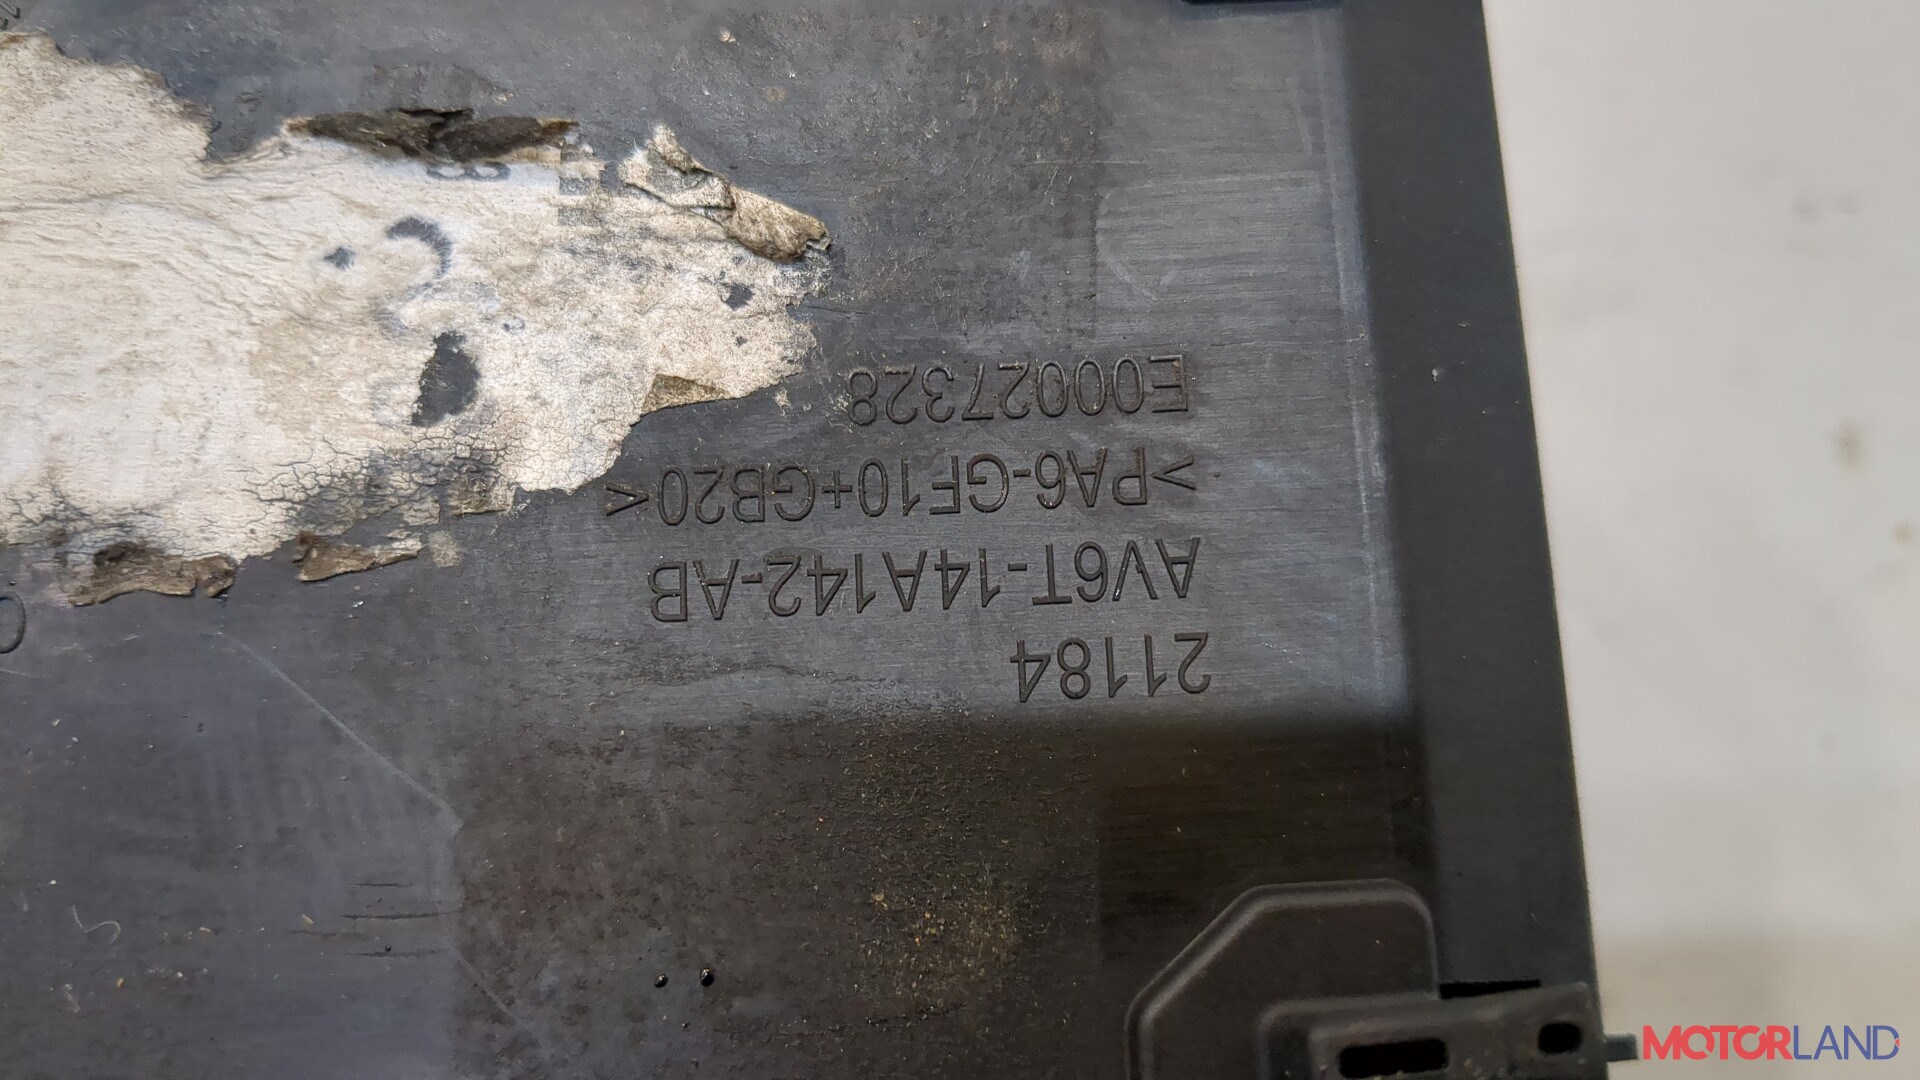 21184
AV6T-14A142-AB
>PA6-GF10+GB20<
E00027328
MOTORLAND